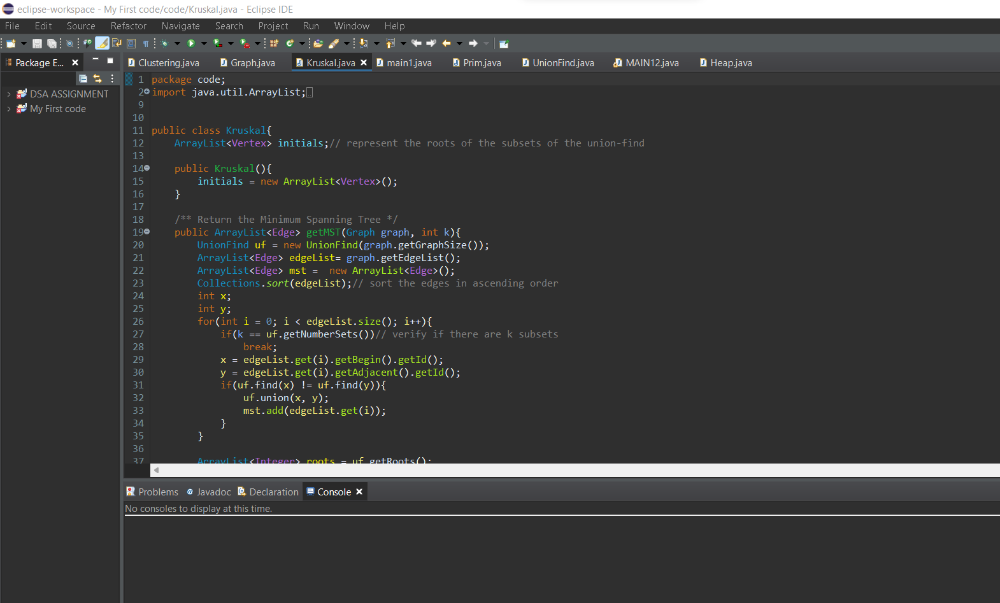 eclipse-workspace - My First code/code/Kruskal.java - Eclipse IDE
File Edit Source Refactor Navigate Search Project Run Window Help
Package E...
Clustering.java Graph.java Kruskal.java main1.java Prim.java UnionFind.java MAIN12.java Heap.java
DSA ASSIGNMENT
My First code
1 package code;
2 import java.util.ArrayList;
9
10
11 public class Kruskal{
12 ArrayList<Vertex> initials;// represent the roots of the subsets of the union-find
13
14 public Kruskal(){
15 initials = new ArrayList<Vertex>();
16 }
17
18 /** Return the Minimum Spanning Tree */
19 public ArrayList<Edge> getMST(Graph graph, int k){
20 UnionFind uf = new UnionFind(graph.getGraphSize());
21 ArrayList<Edge> edgeList= graph.getEdgeList();
22 ArrayList<Edge> mst =  new ArrayList<Edge>();
23 Collections.sort(edgeList);// sort the edges in ascending order
24 int x;
25 int y;
26 for(int i = 0; i < edgeList.size(); i++){
27 if(k == uf.getNumberSets())// verify if there are k subsets
28 break;
29 x = edgeList.get(i).getBegin().getId();
30 y = edgeList.get(i).getAdjacent().getId();
31 if(uf.find(x) != uf.find(y)){
32 uf.union(x, y);
33 mst.add(edgeList.get(i));
34 }
35 }
36
37 ArrayList<Integer> roots = uf.getRoots();
Problems Javadoc Declaration Console
No consoles to display at this time.